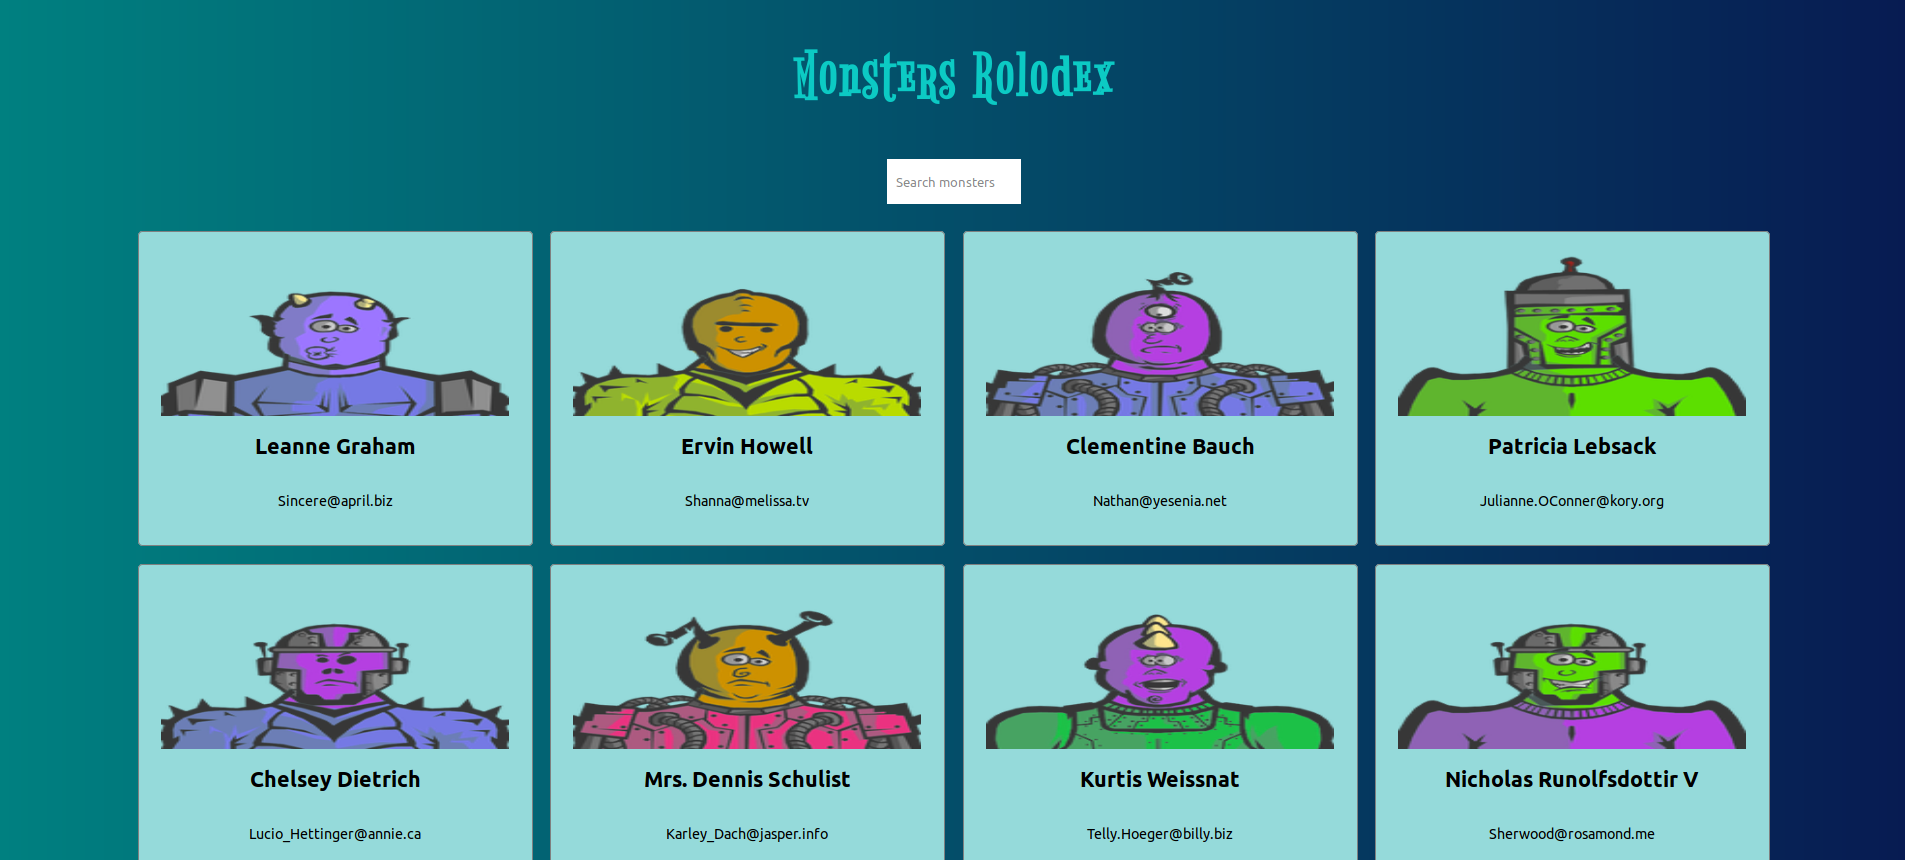 Monsters Rolodex
Search monsters
Leanne Graham
Sincere@april.biz
Ervin Howell
Shanna@melissa.tv
Clementine Bauch
Nathan@yesenia.net
Patricia Lebsack
Julianne.OConner@kory.org
Chelsey Dietrich
Lucio_Hettinger@annie.ca
Mrs. Dennis Schulist
Karley_Dach@jasper.info
Kurtis Weissnat
Telly.Hoeger@billy.biz
Nicholas Runolfsdottir V
Sherwood@rosamond.me